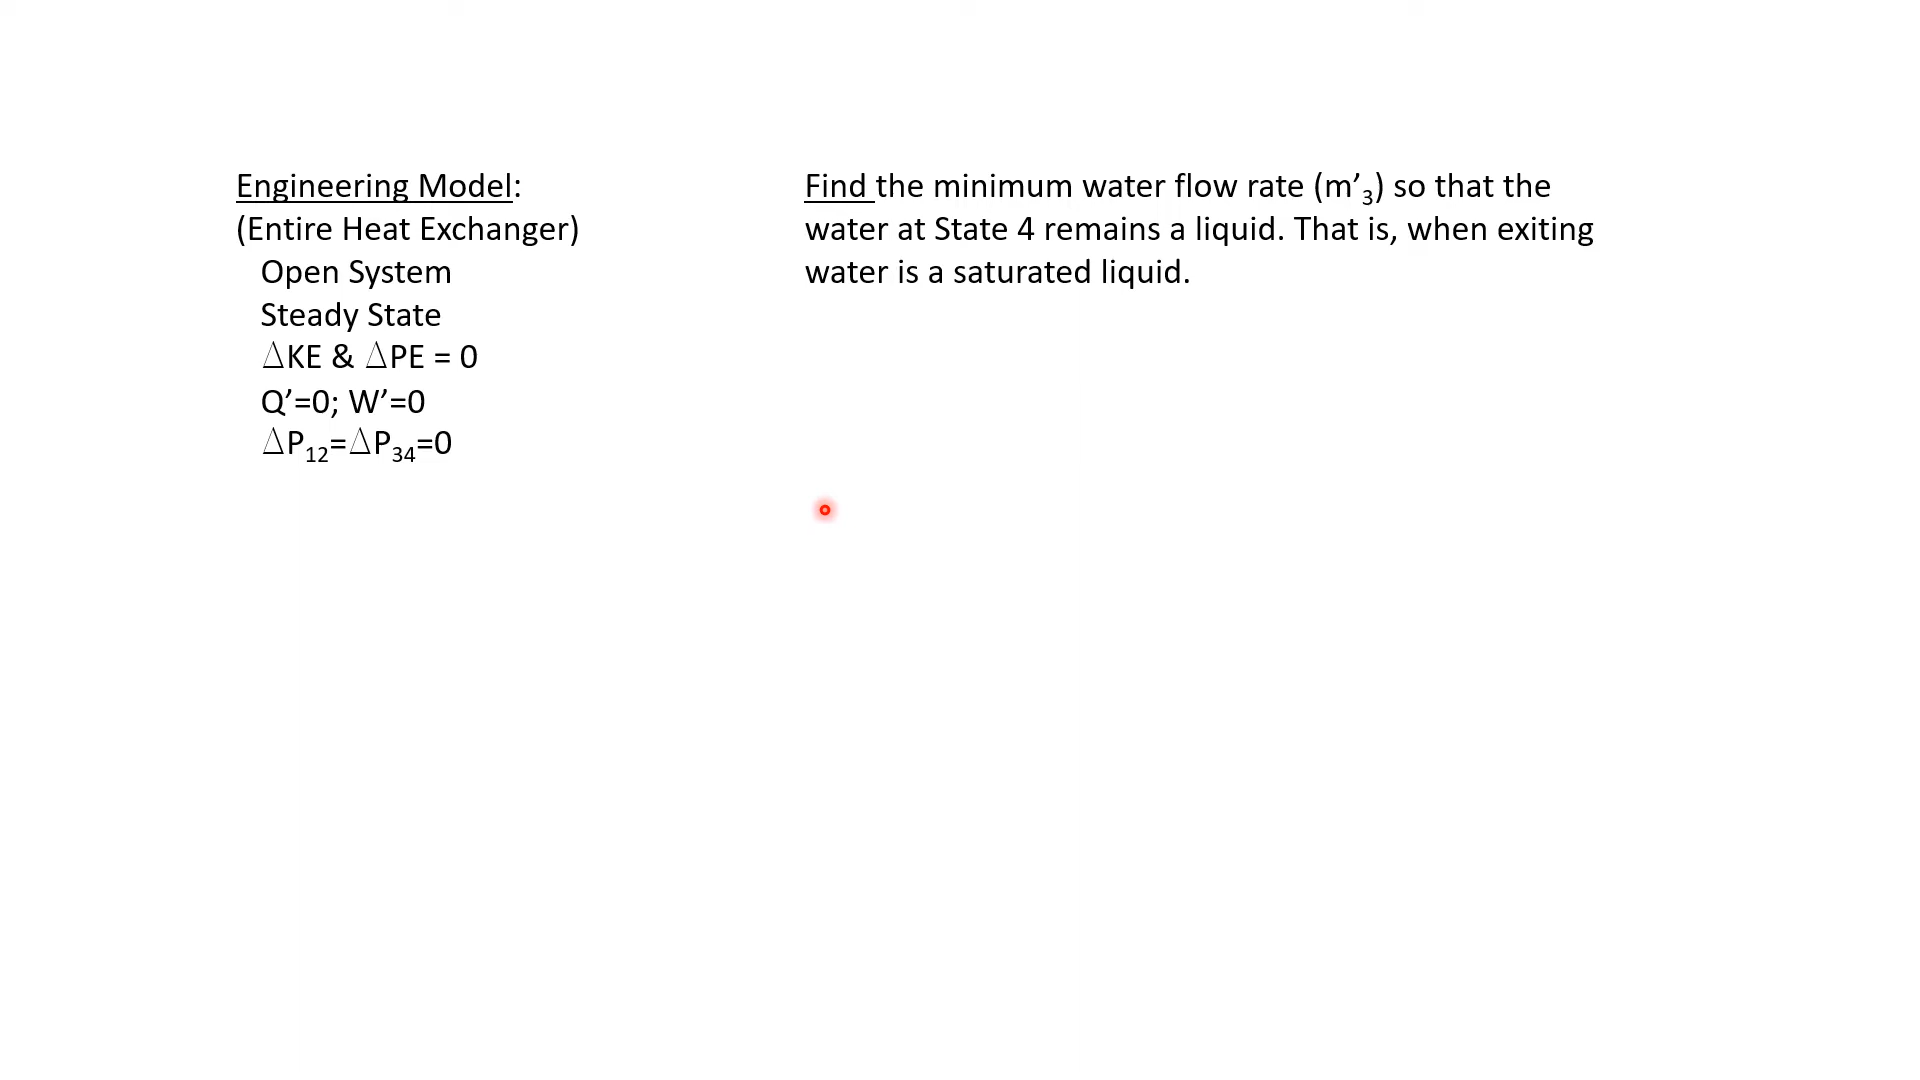 Engineering Model:
(Entire Heat Exchanger)
Open System
Steady State
△KE & △PE = 0
Q’=0; W’=0
△P₁₂=△P₃₄=0
Find the minimum water flow rate (m’₃) so that the
water at State 4 remains a liquid. That is, when exiting
water is a saturated liquid.